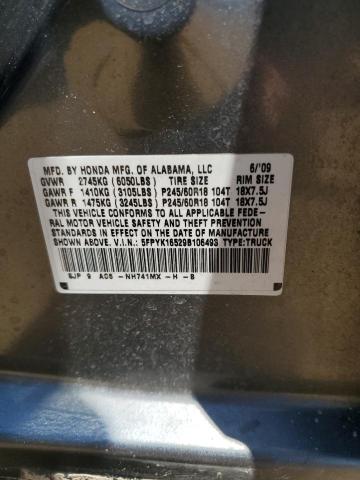 MFD. BY HONDA MFG. OF ALABAMA, LLC 6/'09
GVWR 2745KG (6050LBS) TIRE SIZE RIM SIZE
GAWR F 1410KG (3105LBS) P245/60R18 104T 18X7.5J
GAWR R 1475KG (3245LBS) P245/60R18 104T 18X7.5J
THIS VEHICLE CONFORMS TO ALL APPLICABLE FEDE-
RAL MOTOR VEHICLE SAFETY AND THEFT PREVENTION
STANDARDS IN EFFECT ON THE DATE OF MANUFACTURE
SHOWN ABOVE. V.I.N.: 5FPYK16529B106493 TYPE:TRUCK
SJP 9 A06 -NH741MX -H -B